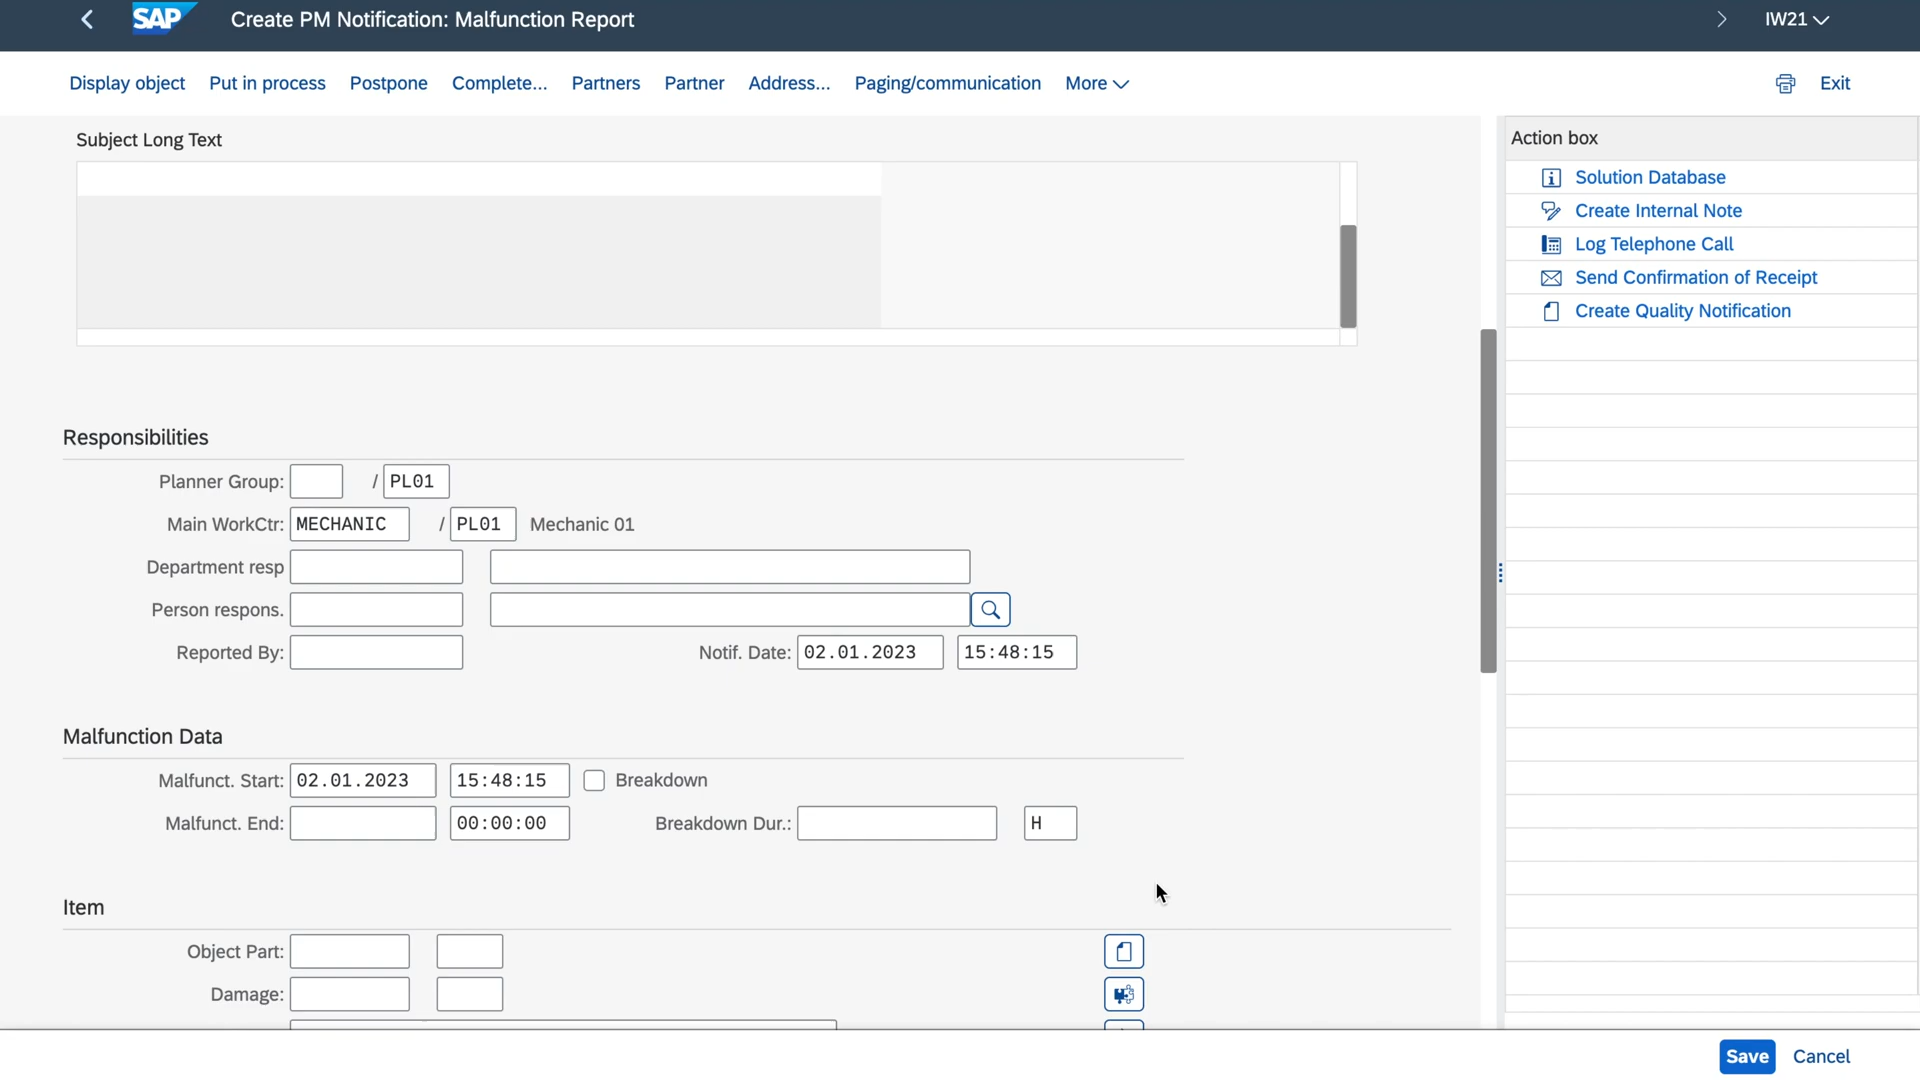 SAP Create PM Notification: Malfunction Report IW21
Display object Put in process Postpone Complete... Partners Partner Address... Paging/communication More Exit
Subject Long Text
Action box
Solution Database
Create Internal Note
Log Telephone Call
Send Confirmation of Receipt
Create Quality Notification
Responsibilities
Planner Group: / PL01
Main WorkCtr: MECHANIC / PL01 Mechanic 01
Department resp
Person respons.
Reported By: Notif. Date: 02.01.2023 15:48:15
Malfunction Data
Malfunct. Start: 02.01.2023 15:48:15 Breakdown
Malfunct. End: 00:00:00 Breakdown Dur.: H
Item
Object Part:
Damage:
Save Cancel